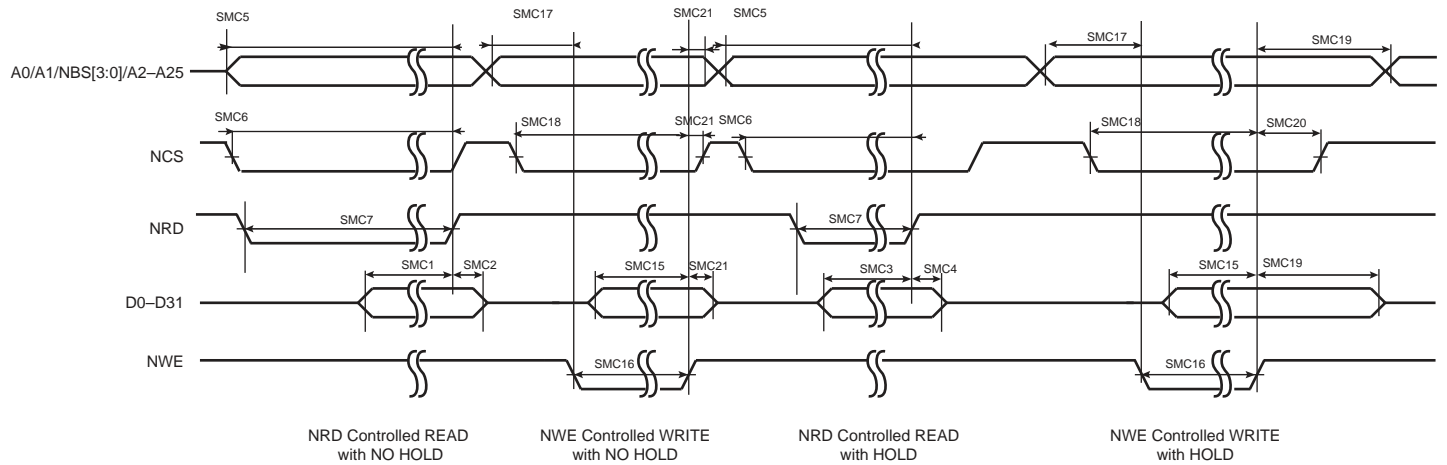 SMC5 SMC17 SMC21 SMC5 SMC17 SMC19
A0/A1/NBS[3:0]/A2–A25
SMC6 SMC18 SMC21 SMC6 SMC18 SMC20
NCS
SMC7 SMC7
NRD
SMC1 SMC2 SMC15 SMC21 SMC3 SMC4 SMC15 SMC19
D0–D31
NWE
SMC16 SMC16
NRD Controlled READ
with NO HOLD
NWE Controlled WRITE
with NO HOLD
NRD Controlled READ
with HOLD
NWE Controlled WRITE
with HOLD